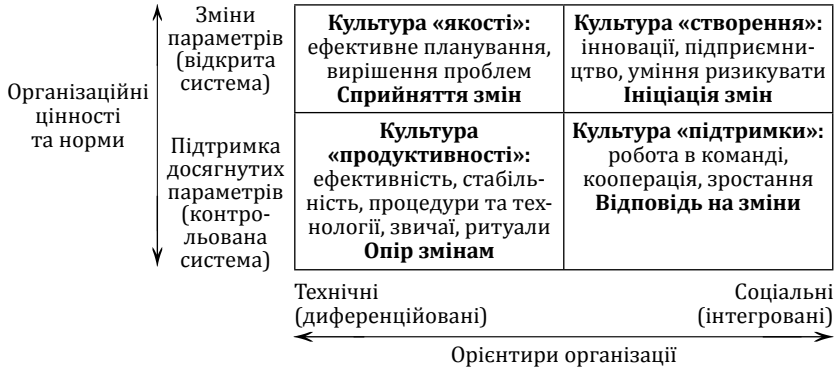 Організаційні
цінності
та норми
Зміни
параметрів
(відкрита
система)
Підтримка
досягнутих
параметрів
(контро-
льована
система)
Культура «якості»:
ефективне планування,
вирішення проблем
Сприйняття змін
Культура «створення»:
інновації, підприємни-
цтво, уміння ризикувати
Ініціація змін
Культура
«продуктивності»:
ефективність, стабіль-
ність, процедури та тех-
нології, звичаї, ритуали
Опір змінам
Культура «підтримки»:
робота в команді,
кооперація, зростання
Відповідь на зміни
Технічні
(диференційовані)
Соціальні
(інтегровані)
Орієнтири організації